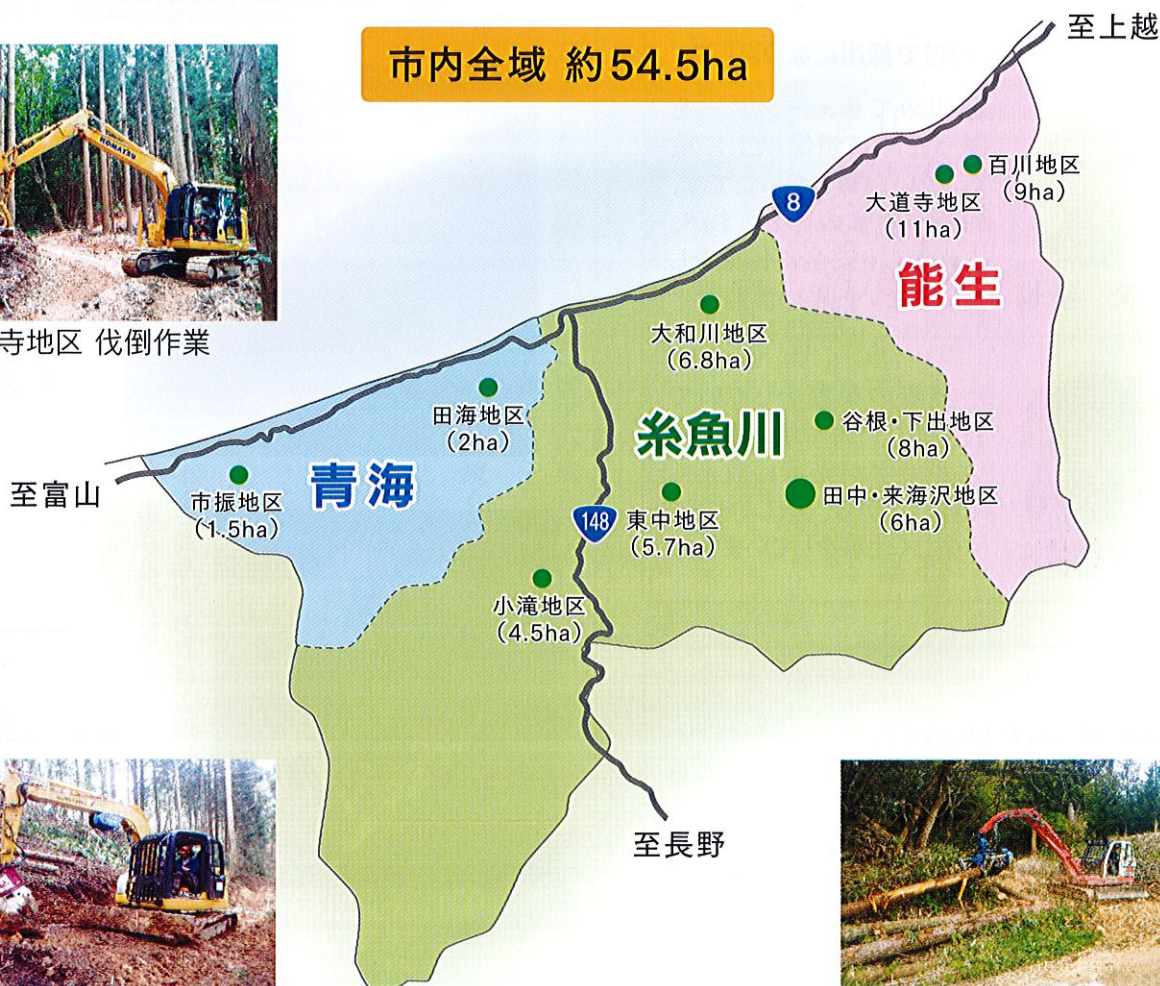 市内全域 約54.5ha
至上越
百川地区
(9ha)
大道寺地区
(11ha)
8
能生
大和川地区
(6.8ha)
寺地区 伐倒作業
田海地区
(2ha)
糸魚川
谷根・下出地区
(8ha)
青海
至富山
市振地区
(1.5ha)
148
東中地区
(5.7ha)
田中・来海沢地区
(6ha)
小滝地区
(4.5ha)
至長野
KOMATSU